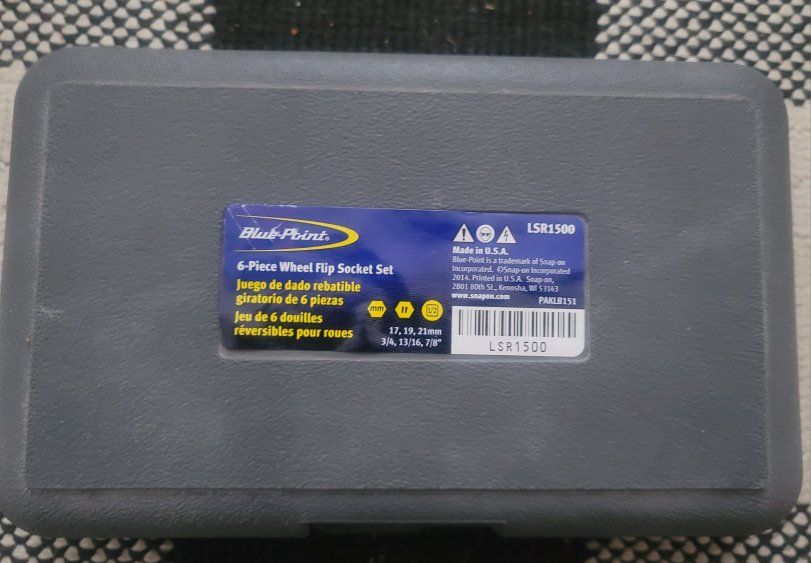 Blue-Point®
6-Piece Wheel Flip Socket Set
Juego de dado rebatible
giratorio de 6 piezas
Jeu de 6 douilles
réversibles pour roues
mm
"
1/2
17, 19, 21mm
3/4, 13/16, 7/8"
LSR1500
Made in U.S.A.
Blue-Point is a trademark of Snap-on
Incorporated. ©Snap-on Incorporated
2014. Printed in U.S.A. Snap-on,
2801 80th St., Kenosha, WI 53143
www.snapon.com
PAKLB151
LSR1500